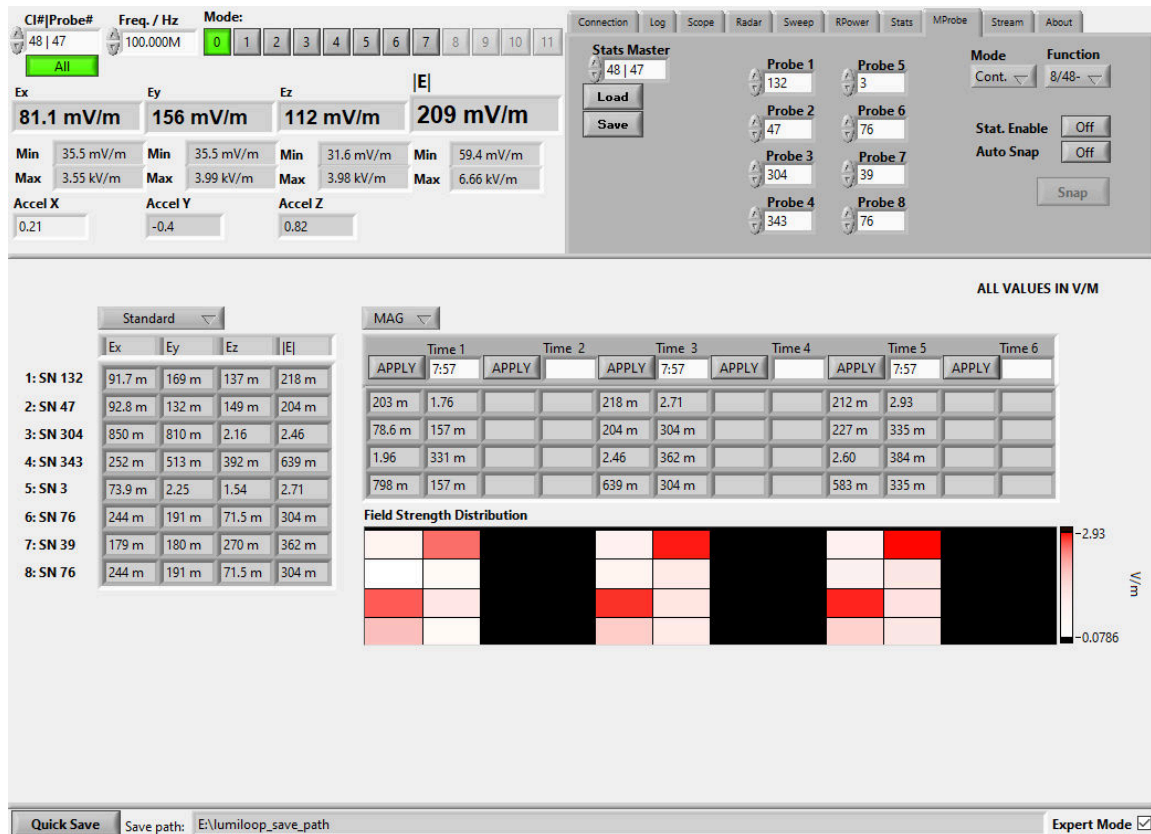 CI#|Probe# Freq. / Hz Mode:
48 | 47 100.000M 0 1 2 3 4 5 6 7 8 9 10 11
All
|E|
Ex Ey Ez
81.1 mV/m 156 mV/m 112 mV/m 209 mV/m
Min 35.5 mV/m Min 35.5 mV/m Min 31.6 mV/m Min 59.4 mV/m
Max 3.55 kV/m Max 3.99 kV/m Max 3.98 kV/m Max 6.66 kV/m
Accel X Accel Y Accel Z
0.21 -0.4 0.82
Connection Log Scope Radar Sweep RPower Stats MProbe Stream About
Stats Master
48 | 47
Load
Save
Probe 1 Probe 5
132 3
Probe 2 Probe 6
47 76
Probe 3 Probe 7
304 39
Probe 4 Probe 8
343 76
Mode Function
Cont. 8/48-
Stat. Enable Off
Auto Snap Off
Snap
ALL VALUES IN V/M
Standard
Ex Ey Ez |E|
1: SN 132 91.7 m 169 m 137 m 218 m
2: SN 47 92.8 m 132 m 149 m 204 m
3: SN 304 850 m 810 m 2.16 2.46
4: SN 343 252 m 513 m 392 m 639 m
5: SN 3 73.9 m 2.25 1.54 2.71
6: SN 76 244 m 191 m 71.5 m 304 m
7: SN 39 179 m 180 m 270 m 362 m
8: SN 76 244 m 191 m 71.5 m 304 m
MAG
Time 1 Time 2 Time 3 Time 4 Time 5 Time 6
APPLY 7:57 APPLY APPLY 7:57 APPLY APPLY 7:57 APPLY
203 m 1.76 218 m 2.71 212 m 2.93
78.6 m 157 m 204 m 304 m 227 m 335 m
1.96 331 m 2.46 362 m 2.60 384 m
798 m 157 m 639 m 304 m 583 m 335 m
Field Strength Distribution
-2.93
V/m
-0.0786
Quick Save Save path: E:\lumiloop_save_path Expert Mode